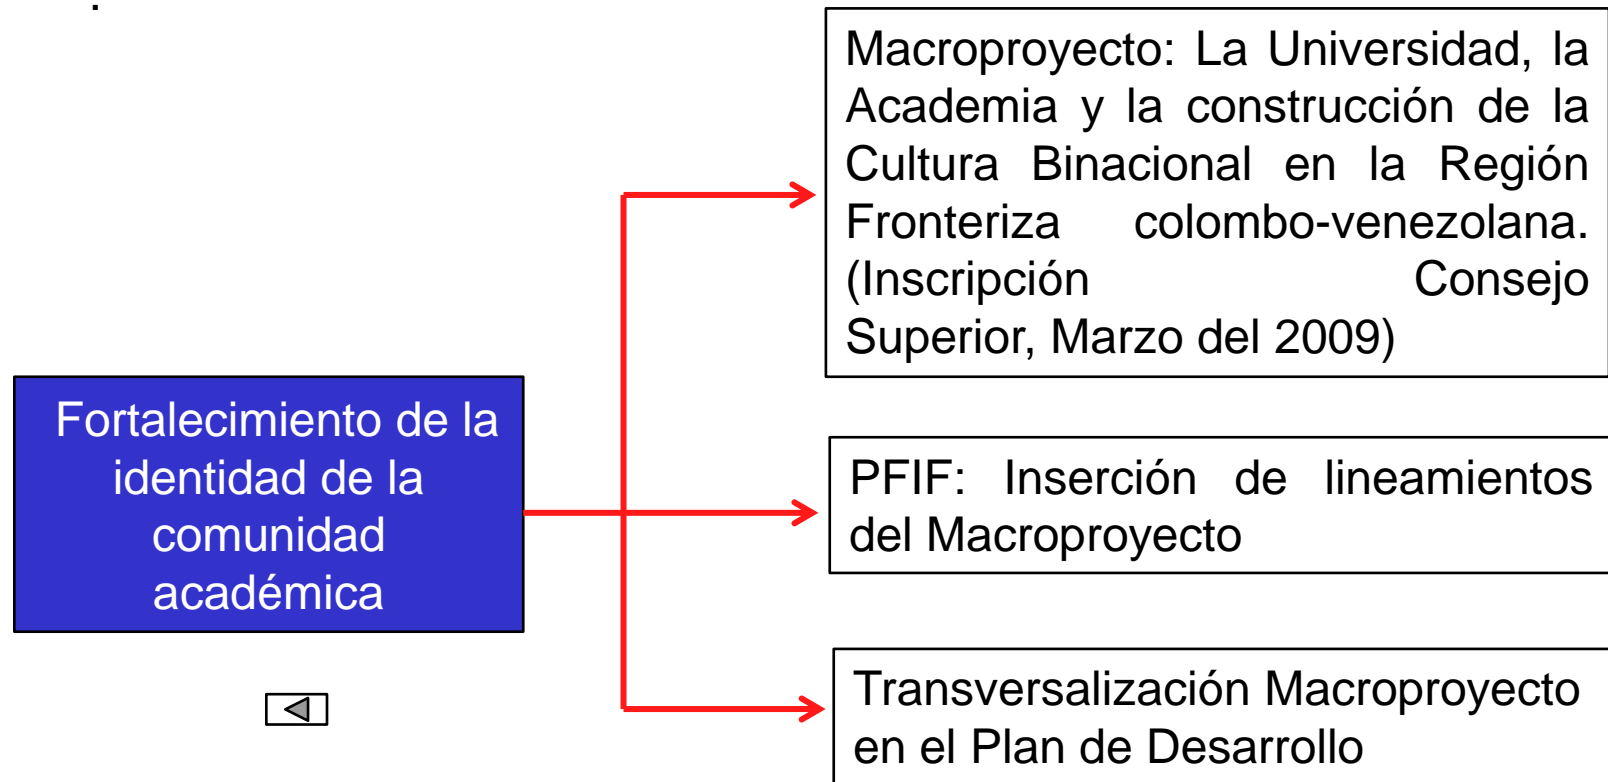 .
Macroproyecto: La Universidad, la
Academia y la construcción de la
Cultura Binacional en la Región
Fronteriza colombo-venezolana.
(Inscripción Consejo
Superior, Marzo del 2009)
Fortalecimiento de la
identidad de la
comunidad
académica
PFIF: Inserción de lineamientos
del Macroproyecto
Transversalización Macroproyecto
en el Plan de Desarrollo